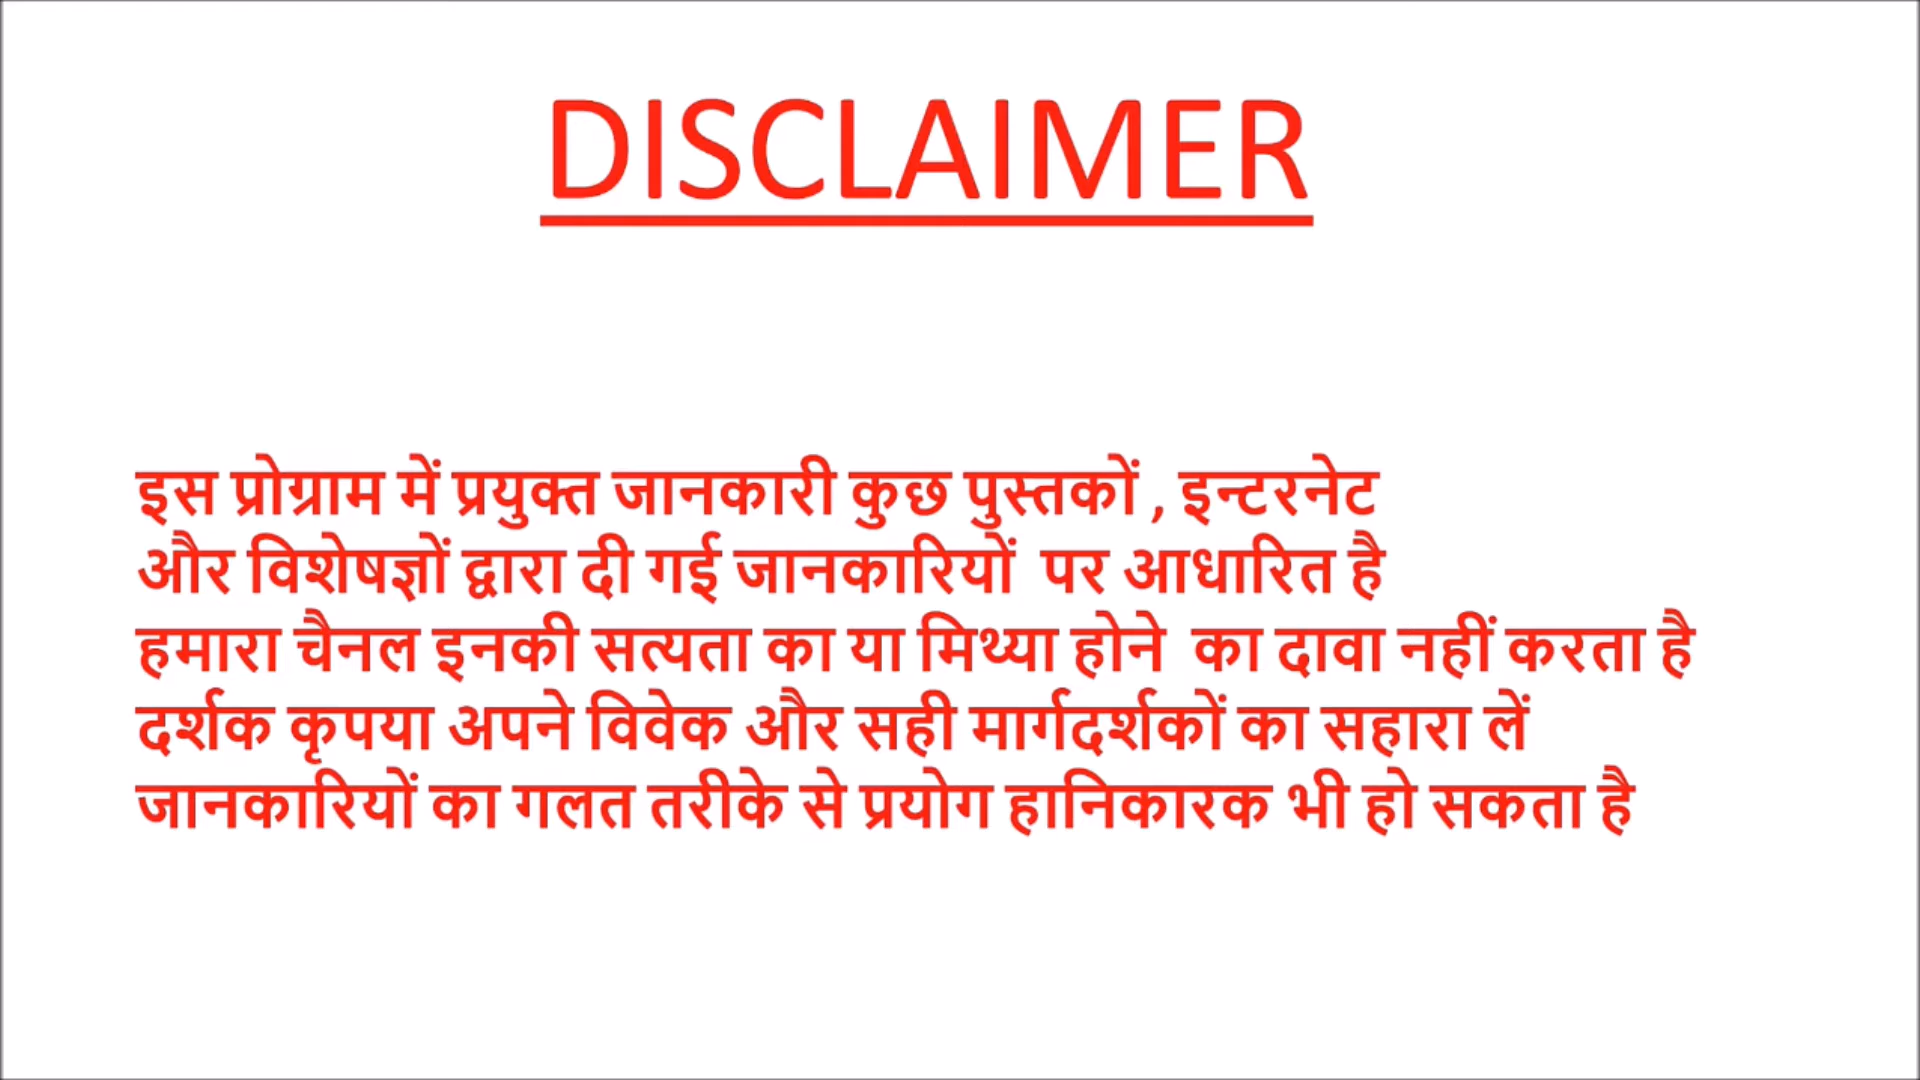 DISCLAIMER
इस प्रोग्राम में प्रयुक्त जानकारी कुछ पुस्तकों , इन्टरनेट
और विशेषज्ञों द्वारा दी गई जानकारियों पर आधारित है
हमारा चैनल इनकी सत्यता का या मिथ्या होने का दावा नहीं करता है
दर्शक कृपया अपने विवेक और सही मार्गदर्शकों का सहारा लें
जानकारियों का गलत तरीके से प्रयोग हानिकारक भी हो सकता है